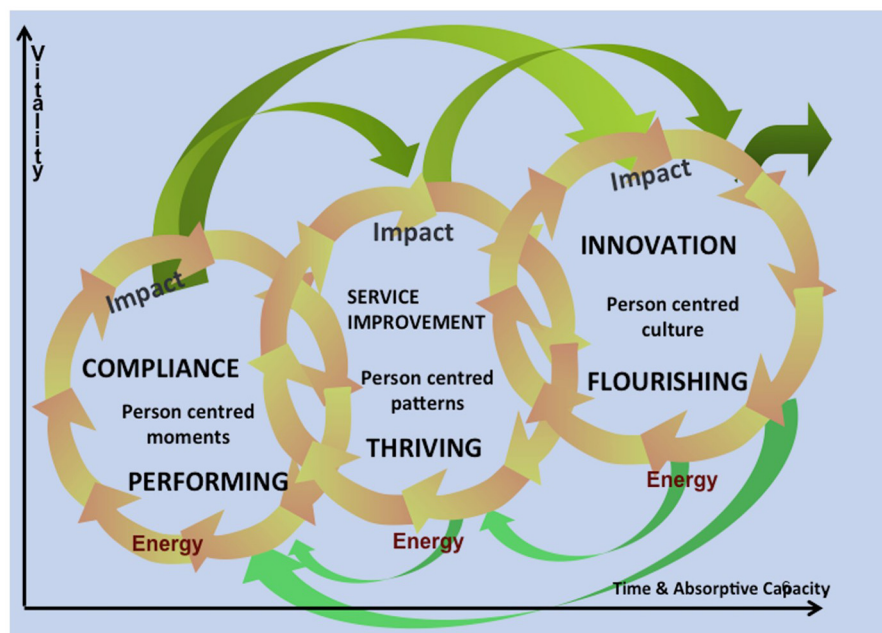 Vitality
Impact
COMPLIANCE
Person centred
moments
PERFORMING
Energy
Impact
SERVICE
IMPROVEMENT
Person centred
patterns
THRIVING
Energy
Impact
INNOVATION
Person centred
culture
FLOURISHING
Energy
Time & Absorptive Capacity
6